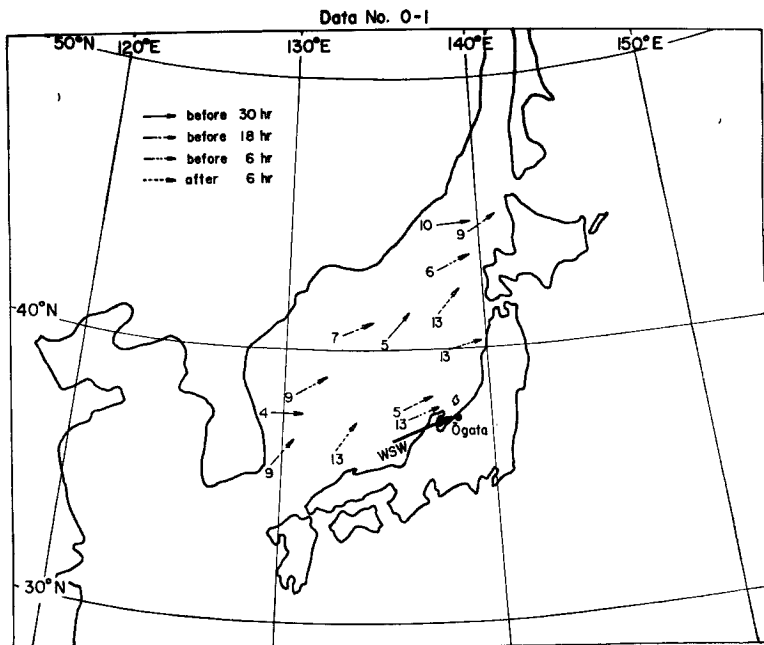 Data No. 0-1
50°N 120°E 130°E 140°E 150°E
before 30 hr
before 18 hr
before 6 hr
after 6 hr
10
9
6
13
40°N
7
5
13
9
4
5
13
Ōgata
WSW
13
9
30°N